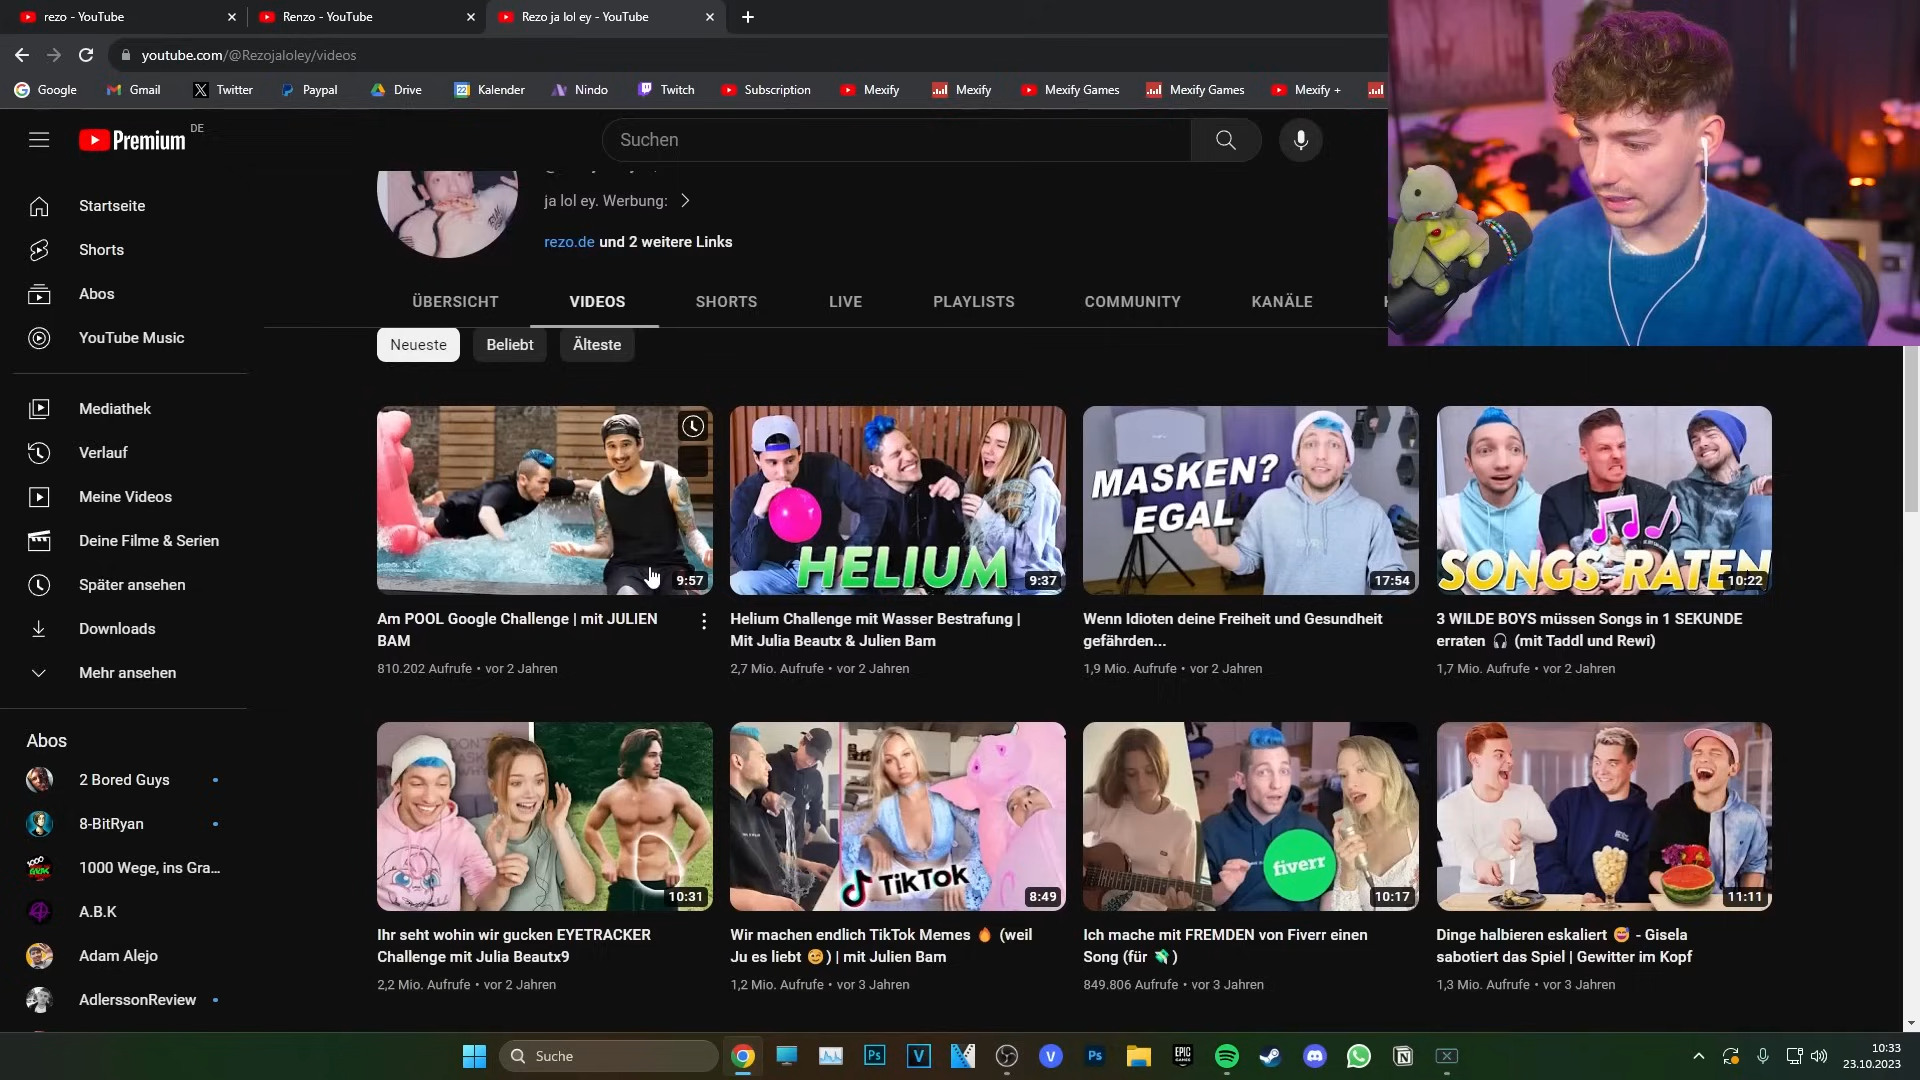 rezo - YouTube
Renzo - YouTube
Rezo ja lol ey - YouTube
youtube.com/@Rezojaloley/videos
Google
Gmail
Twitter
Paypal
Drive
Kalender
Nindo
Twitch
Subscription
Mexify
Mexify
Mexify Games
Mexify Games
Mexify +
Premium DE
Suchen
Startseite
Shorts
Abos
YouTube Music
Mediathek
Verlauf
Meine Videos
Deine Filme & Serien
Später ansehen
Downloads
Mehr ansehen
Abos
2 Bored Guys
8-BitRyan
1000 Wege, ins Gra...
A.B.K
Adam Alejo
AdlerssonReview
ja lol ey. Werbung:
rezo.de und 2 weitere Links
ÜBERSICHT
VIDEOS
SHORTS
LIVE
PLAYLISTS
COMMUNITY
KANÄLE
Neueste
Beliebt
Älteste
9:57
Am POOL Google Challenge | mit JULIEN
BAM
810.202 Aufrufe • vor 2 Jahren
HELIUM
9:37
Helium Challenge mit Wasser Bestrafung |
Mit Julia Beautx & Julien Bam
2,7 Mio. Aufrufe • vor 2 Jahren
MASKEN?
EGAL
17:54
Wenn Idioten deine Freiheit und Gesundheit
gefährden...
1,9 Mio. Aufrufe • vor 2 Jahren
SONGS RATEN
10:22
3 WILDE BOYS müssen Songs in 1 SEKUNDE
erraten 🎧 (mit Taddl und Rewi)
1,7 Mio. Aufrufe • vor 2 Jahren
10:31
Ihr seht wohin wir gucken EYETRACKER
Challenge mit Julia Beautx9
2,2 Mio. Aufrufe • vor 2 Jahren
TikTok
8:49
Wir machen endlich TikTok Memes 🔥 (weil
Ju es liebt 😊) | mit Julien Bam
1,2 Mio. Aufrufe • vor 3 Jahren
fiverr
10:17
Ich mache mit FREMDEN von Fiverr einen
Song (für 💸)
849.806 Aufrufe • vor 3 Jahren
11:11
Dinge halbieren eskaliert 😅 - Gisela
sabotiert das Spiel | Gewitter im Kopf
1,3 Mio. Aufrufe • vor 3 Jahren
Suche
10:33
23.10.2023